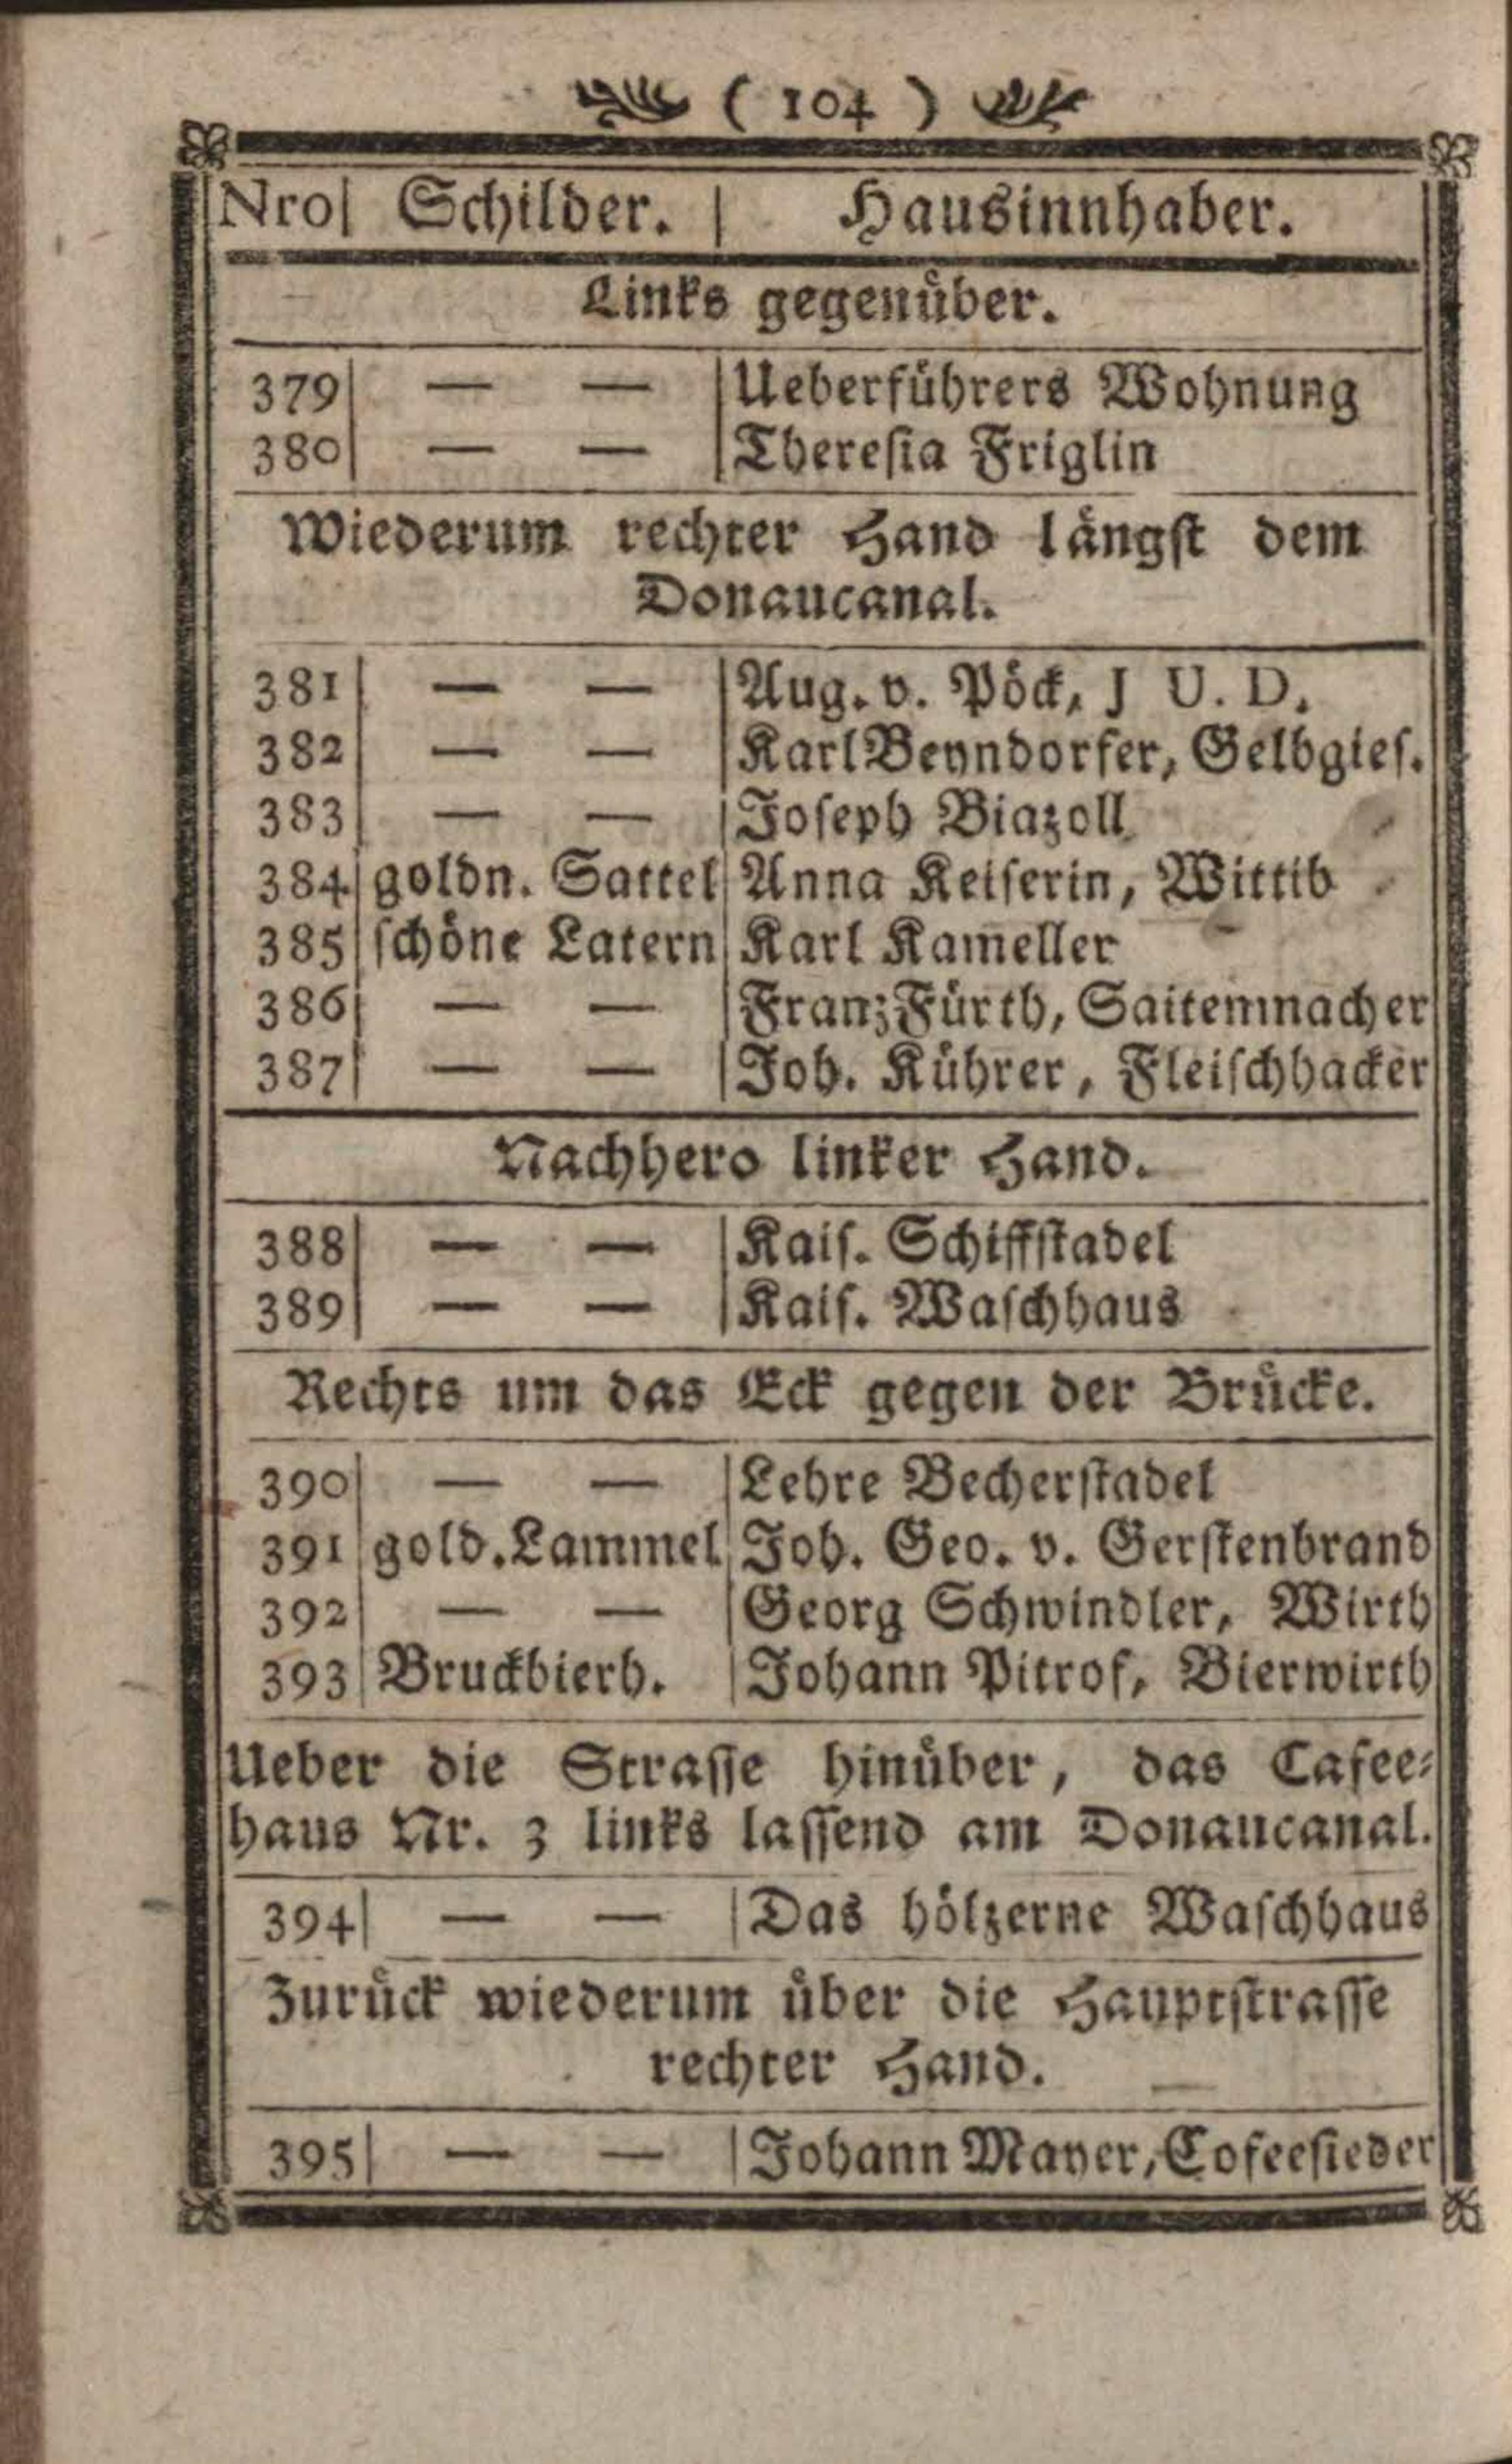 ( 104 )
Nro Schilder. Hausinnhaber.
Links gegenüber.
379 — — Ueberführers Wohnung
380 — — Theresia Friglin
Wiederum rechter Hand längst dem
Donaucanal.
381 — — Aug. v. Pöck, J U. D.
382 — — Karl Beyndorfer, Gelbgies.
383 — — Joseph Biazoll
384 goldn. Sattel Anna Keiserin, Wittib
385 schöne Latern Karl Kam̄eller
386 — — Franz Fürth, Saitenmacher
387 — — Joh. Kührer, Fleischhacker
Nachhero linker Hand.
388 — — Kais. Schiffstadel
389 — — Kais. Waschhaus
Rechts um das Eck gegen der Brücke.
390 — — Lehre Becherstadel
391 gold. Lammel Joh. Geo. v. Gerstenbrand
392 — — Georg Schwindler, Wirth
393 Bruckbierh. Johann Pitrof, Bierwirth
Ueber die Strasse hinüber, das Cafee-
haus Nr. 3 links lassend am Donaucanal.
394 — — Das hölzerne Waschhaus
Zurück wiederum über die Hauptstrasse
rechter Hand.
395 — — Johann Mayer, Cofeesieder